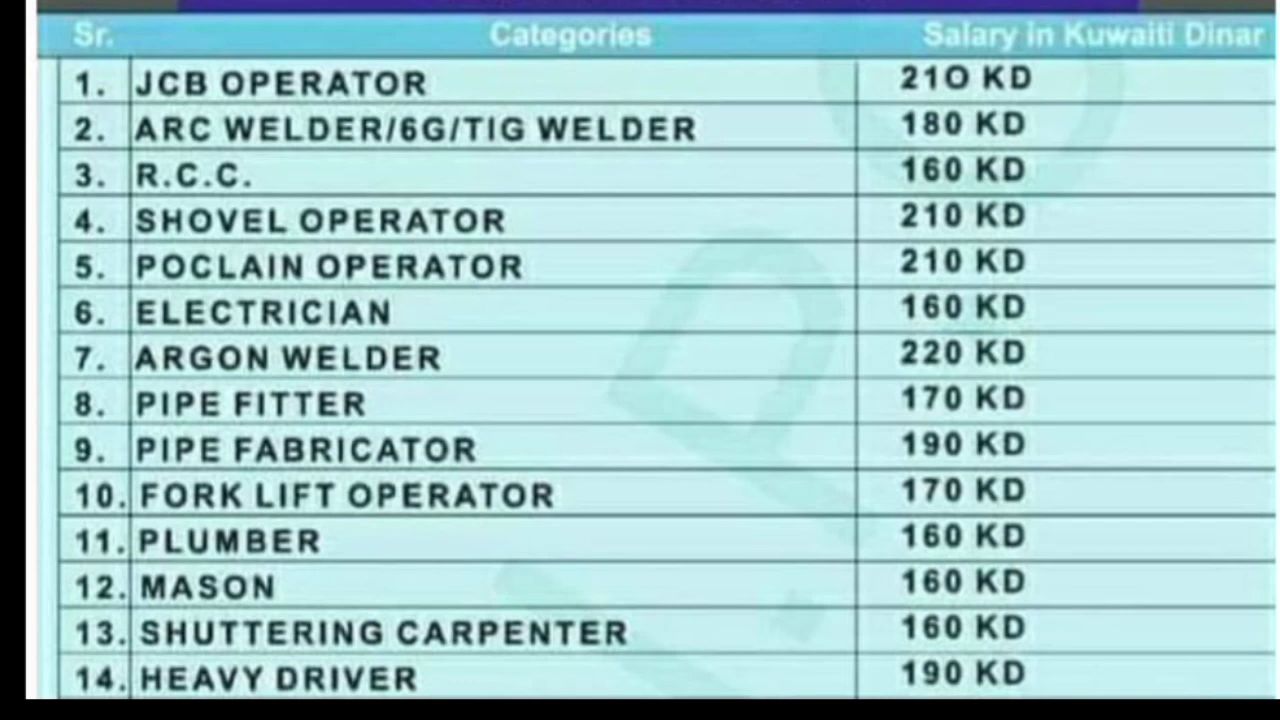 Sr. Categories Salary in Kuwaiti Dinar
1. JCB OPERATOR 21O KD
2. ARC WELDER/6G/TIG WELDER 180 KD
3. R.C.C. 160 KD
4. SHOVEL OPERATOR 210 KD
5. POCLAIN OPERATOR 210 KD
6. ELECTRICIAN 160 KD
7. ARGON WELDER 220 KD
8. PIPE FITTER 170 KD
9. PIPE FABRICATOR 190 KD
10. FORK LIFT OPERATOR 170 KD
11. PLUMBER 160 KD
12. MASON 160 KD
13. SHUTTERING CARPENTER 160 KD
14. HEAVY DRIVER 190 KD